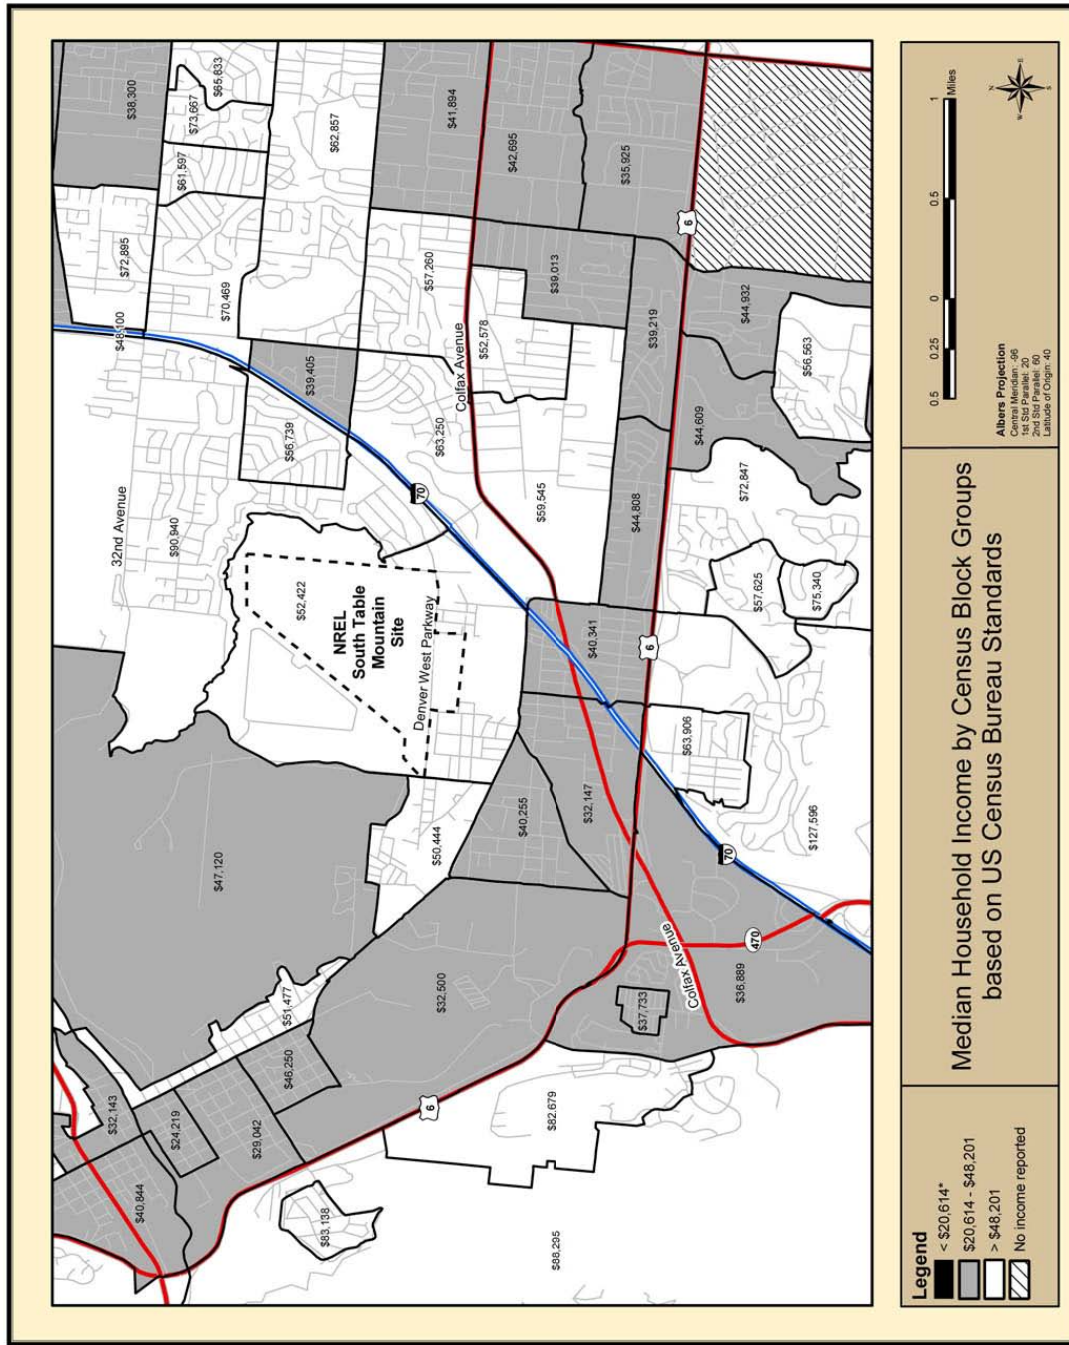 $32,143
32nd Avenue
$48,100
$72,895
$38,300
$40,844
$24,219
$90,940
$61,597
$73,667
$65,833
$47,120
$70,469
$29,042
$51,477
$46,250
$56,739
$52,422
$39,405
$83,138
$62,857
NREL
South Table
Mountain
Site
Denver West Parkway
70
$50,444
$63,250
$57,260
$32,500
$41,894
6
Colfax Avenue
$52,578
$42,695
$40,255
$59,545
$39,013
$82,679
$88,295
$32,147
$40,341
$35,925
$44,808
$39,219
$37,733
6
6
Colfax Avenue
$63,906
$44,609
$36,889
470
70
$72,847
$44,932
$57,625
$127,596
$75,340
$56,563
Legend
< $20,614*
$20,614 - $48,201
> $48,201
No income reported
Median Household Income by Census Block Groups
based on US Census Bureau Standards
0.5 0.25 0 0.5 1
Miles
Albers Projection
Central Meridian: -96
1st Std Parallel: 20
2nd Std Parallel: 60
Latitude of Origin: 40
N
W E
S